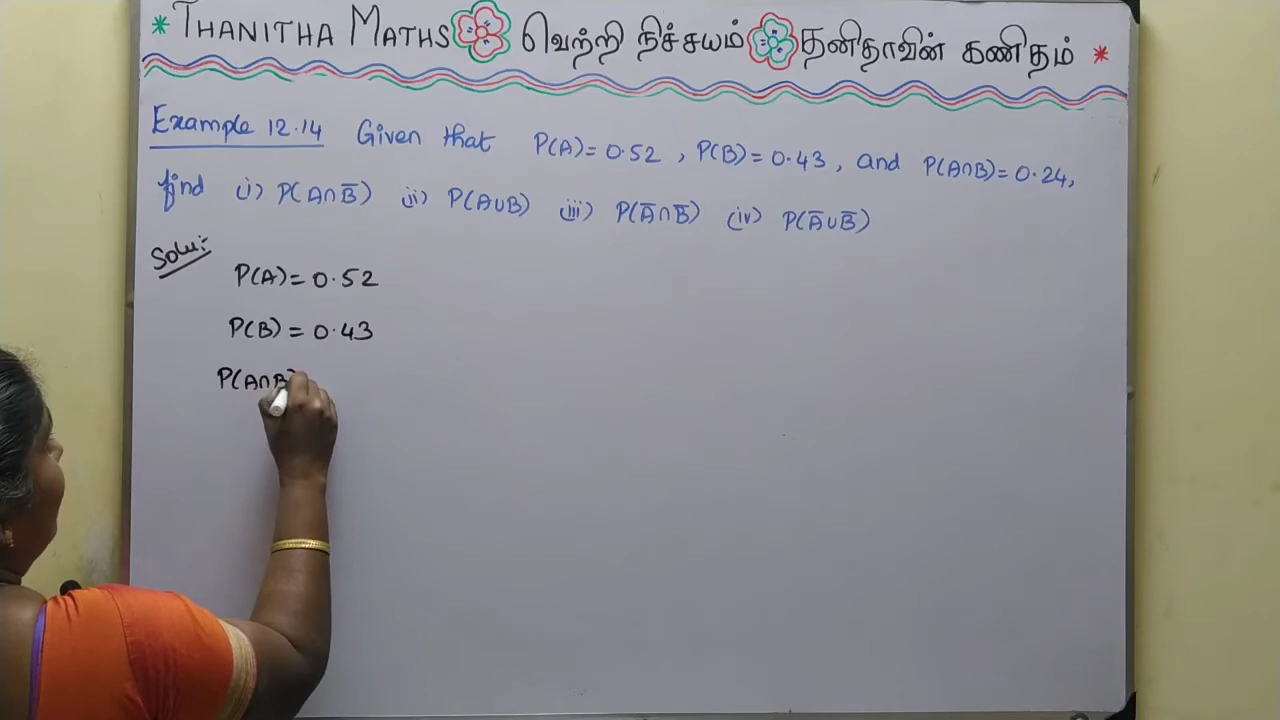 * THANITHA MATHS வெற்றி நிச்சயம் தனிதாவின் கணிதம் *
Example 12.14 Given that P(A)= 0.52 , P(B)= 0.43 , and P(A∩B)= 0.24,
find (i) P(A∩B̅) (ii) P(A∪B) (iii) P(A̅∩B̅) (iv) P(A̅∪B̅)
Solu:
P(A)= 0.52
P(B) = 0.43
P(A∩B)